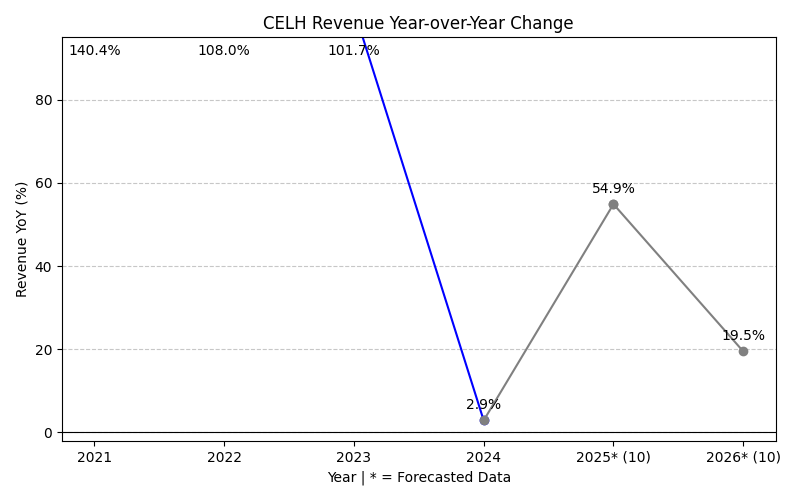 CELH Revenue Year-over-Year Change
140.4% 108.0% 101.7%
80
60
54.9%
40
20
19.5%
2.9%
0
Revenue YoY (%)
2021 2022 2023 2024 2025* (10) 2026* (10)
Year | * = Forecasted Data